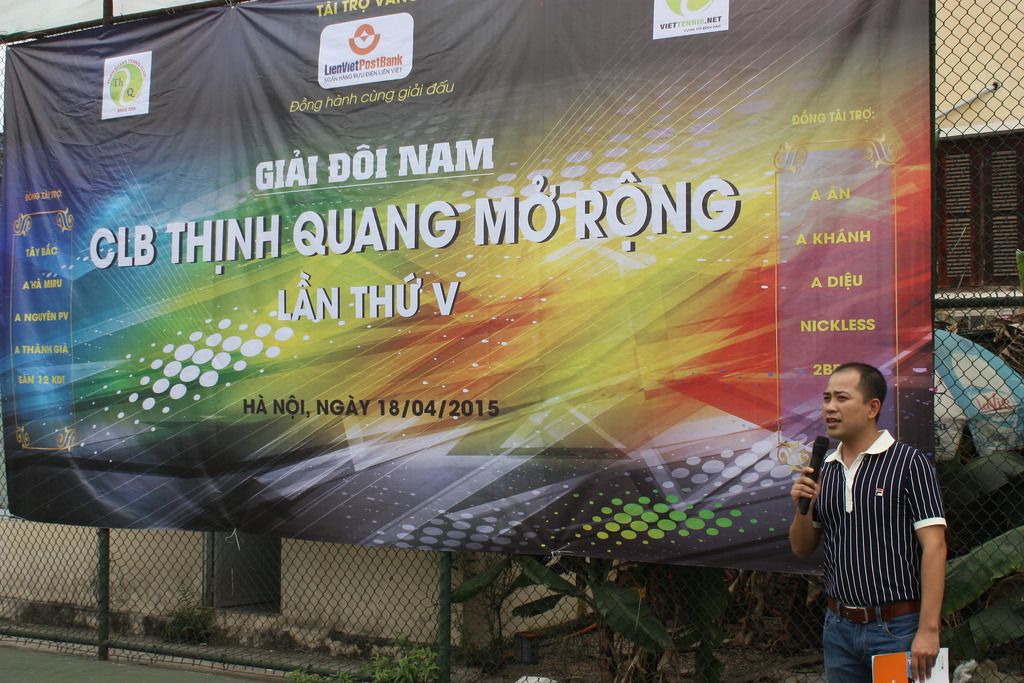 TÀI TRỢ VÀNG
LienVietPostBank
NGÂN HÀNG BƯU ĐIỆN LIÊN VIỆT
Đồng hành cùng giải đấu
VIETTENNIS.NET
Th
Q
GIẢI ĐÔI NAM
CLB THỊNH QUANG MỞ RỘNG
LẦN THỨ V
HÀ NỘI, NGÀY 18/04/2015
ĐỒNG TÀI TRỢ:
TÂY BẮC
A HÀ MIRU
A NGUYÊN PV
A THÀNH GIÀ
SÂN 12 KDT
ĐỒNG TÀI TRỢ:
A ÂN
A KHÁNH
A DIỆU
NICKLESS